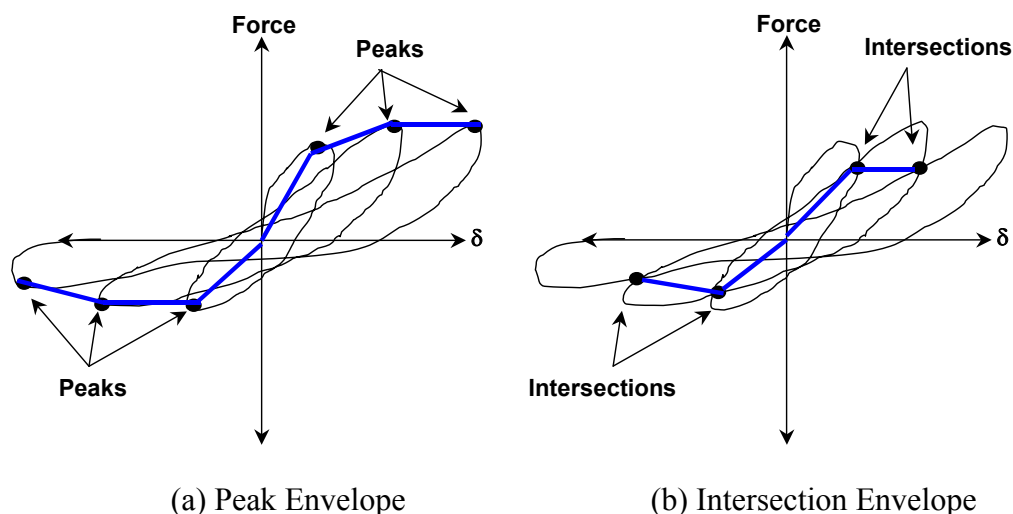 Force
Peaks
δ
Peaks
(a) Peak Envelope
Force
Intersections
δ
Intersections
(b) Intersection Envelope